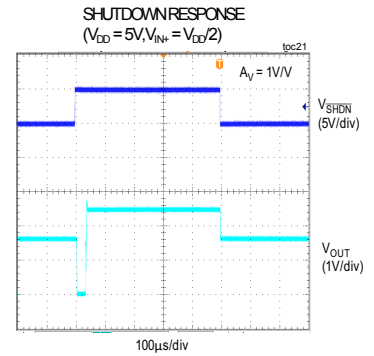 SHUTDOWN RESPONSE
(VDD = 5V,VIN+ = VDD/2)
toc21
T
AV = 1V/V
VSHDN
(5V/div)
VOUT
(1V/div)
100µs/div